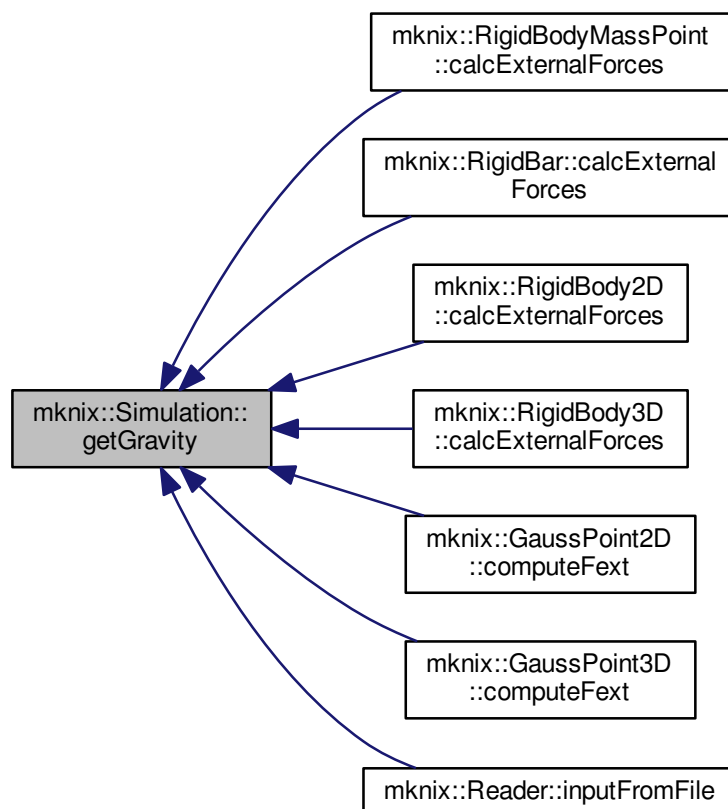 mknix::RigidBodyMassPoint
::calcExternalForces
mknix::RigidBar::calcExternal
Forces
mknix::RigidBody2D
::calcExternalForces
mknix::Simulation::
getGravity
mknix::RigidBody3D
::calcExternalForces
mknix::GaussPoint2D
::computeFext
mknix::GaussPoint3D
::computeFext
mknix::Reader::inputFromFile